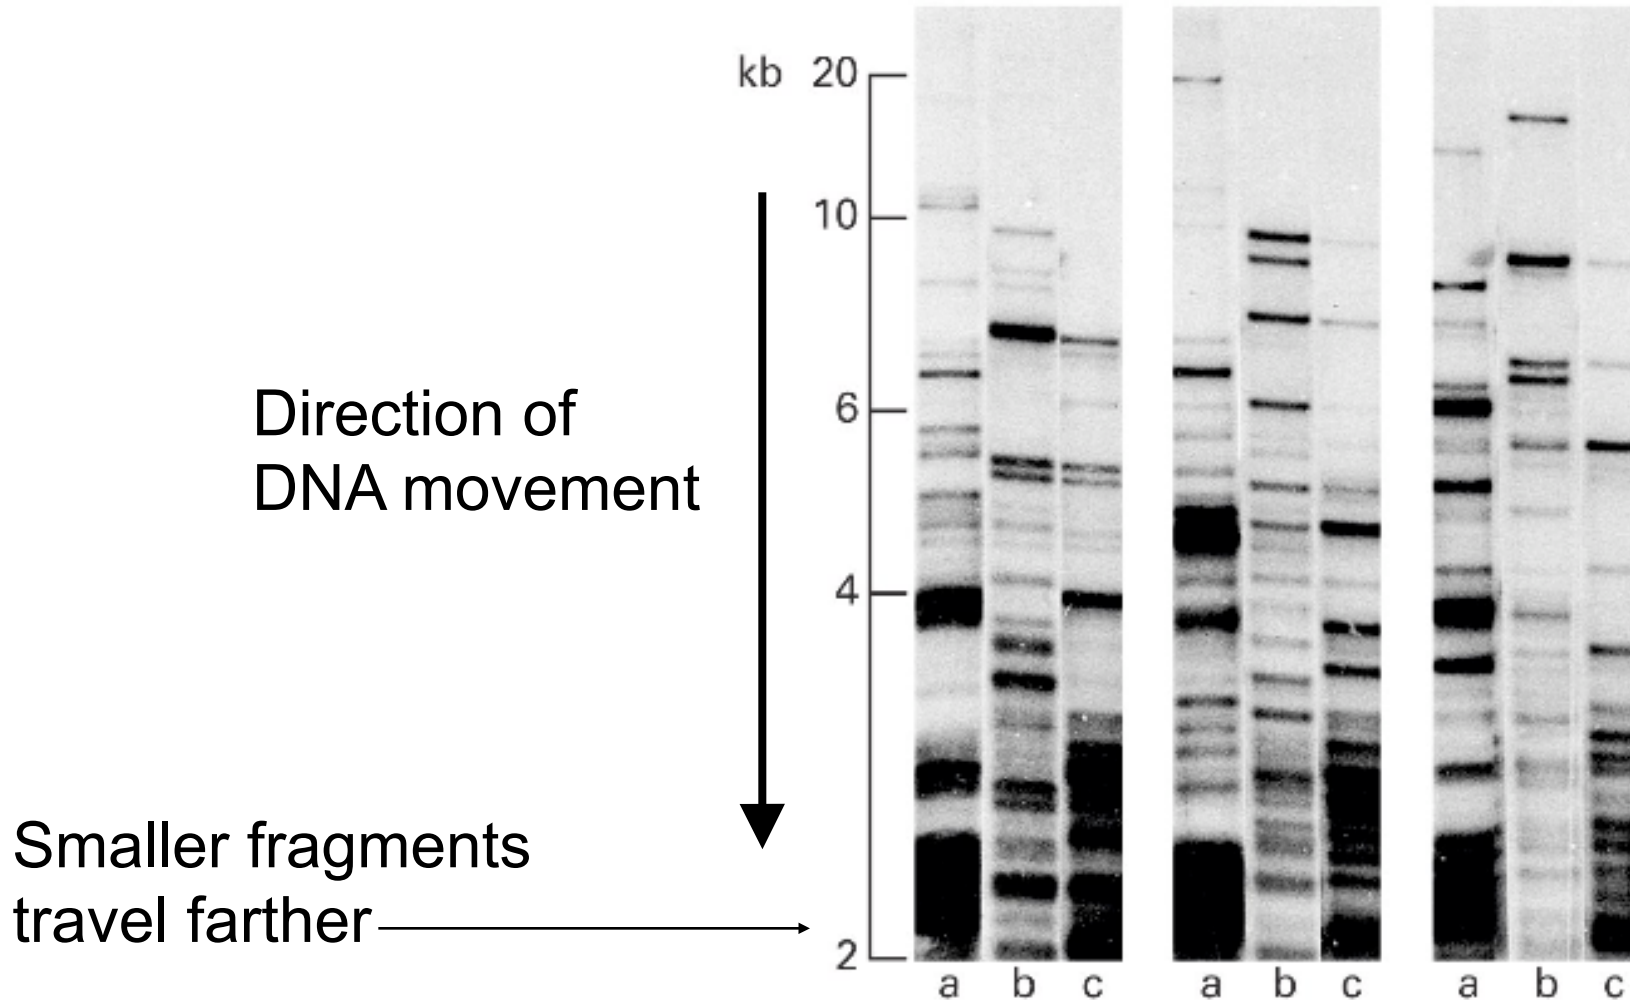 kb 20
10
Direction of
DNA movement
6
4
Smaller fragments
travel farther
2
a b c a b c a b c